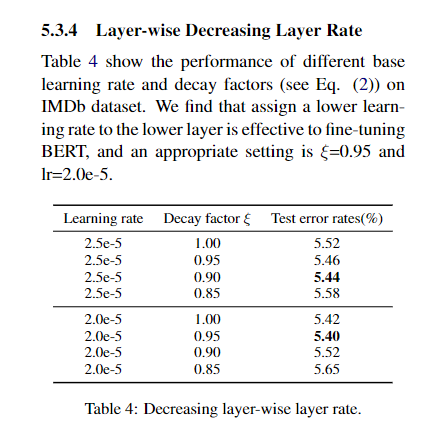 5.3.4 Layer-wise Decreasing Layer Rate
Table 4 show the performance of different base
learning rate and decay factors (see Eq. (2)) on
IMDb dataset. We find that assign a lower learn-
ing rate to the lower layer is effective to fine-tuning
BERT, and an appropriate setting is ξ=0.95 and
lr=2.0e-5.
Learning rate Decay factor ξ Test error rates(%)
2.5e-5 1.00 5.52
2.5e-5 0.95 5.46
2.5e-5 0.90 5.44
2.5e-5 0.85 5.58
2.0e-5 1.00 5.42
2.0e-5 0.95 5.40
2.0e-5 0.90 5.52
2.0e-5 0.85 5.65
Table 4: Decreasing layer-wise layer rate.